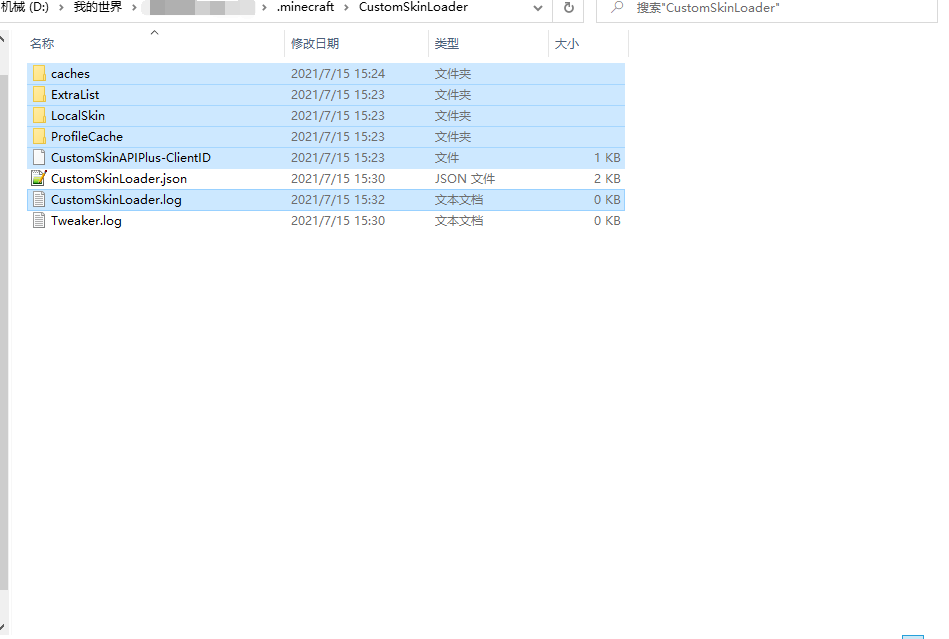 机械 (D:) 我的世界 .minecraft CustomSkinLoader 搜索"CustomSkinLoader"
名称 修改日期 类型 大小
caches 2021/7/15 15:24 文件夹
ExtraList 2021/7/15 15:23 文件夹
LocalSkin 2021/7/15 15:23 文件夹
ProfileCache 2021/7/15 15:23 文件夹
CustomSkinAPIPlus-ClientID 2021/7/15 15:23 文件 1 KB
CustomSkinLoader.json 2021/7/15 15:30 JSON 文件 2 KB
CustomSkinLoader.log 2021/7/15 15:32 文本文档 0 KB
Tweaker.log 2021/7/15 15:30 文本文档 0 KB